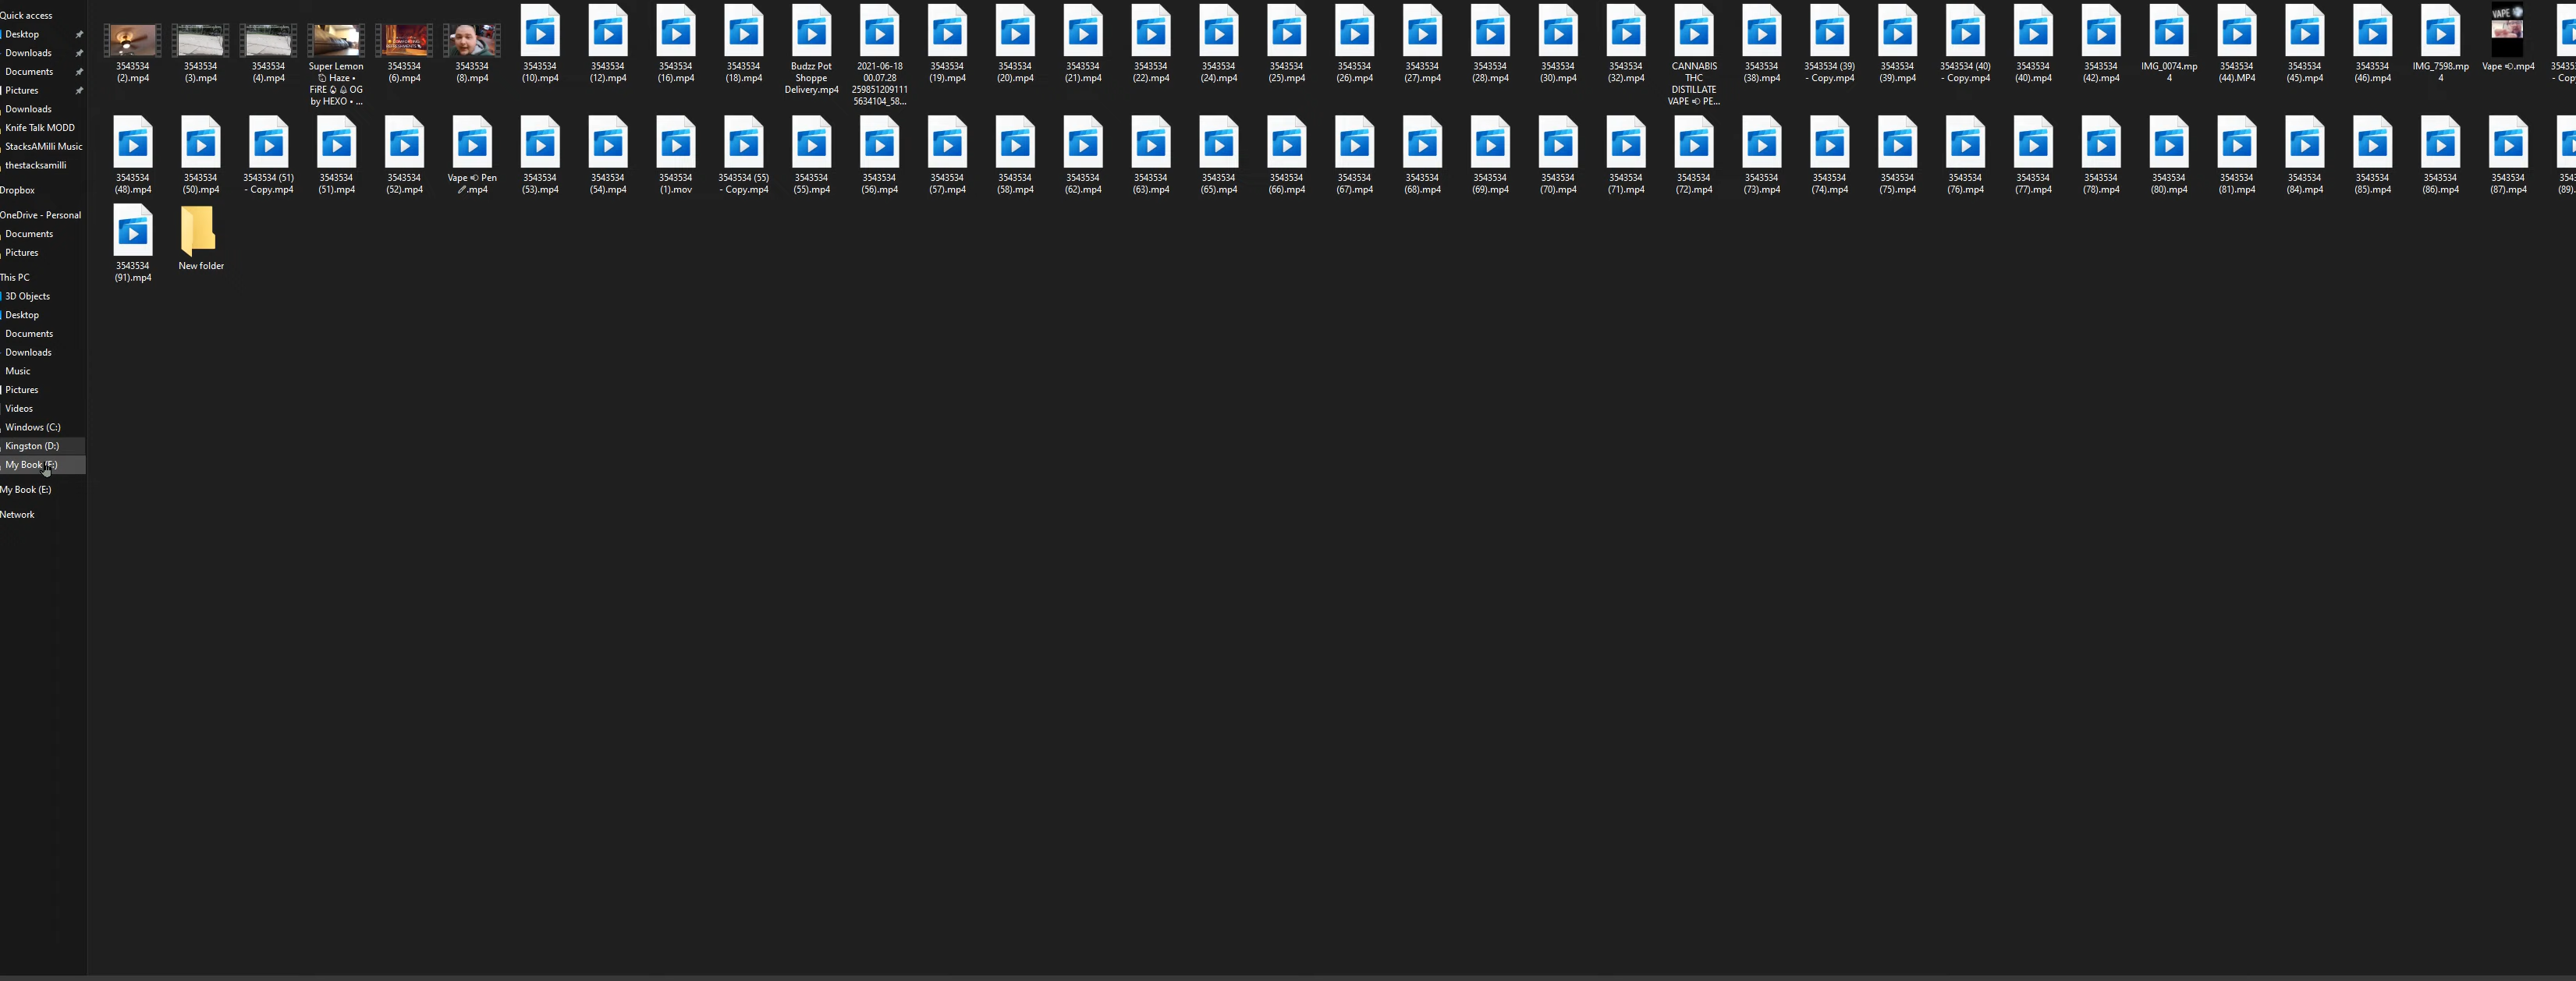 Quick access
Desktop
Downloads
Documents
Pictures
Downloads
Knife Talk MODD
StacksAMilli Music
thestacksamilli
Dropbox
OneDrive - Personal
Documents
Pictures
This PC
3D Objects
Desktop
Documents
Downloads
Music
Pictures
Videos
Windows (C:)
Kingston (D:)
My Book (E:)
My Book (E:)
Network
3543534
(2).mp4
3543534
(3).mp4
3543534
(4).mp4
Super Lemon
Haze •
FiRE OG
by HEXO • ...
3543534
(6).mp4
3543534
(8).mp4
3543534
(10).mp4
3543534
(12).mp4
3543534
(16).mp4
3543534
(18).mp4
Budzz Pot
Shoppe
Delivery.mp4
2021-06-18
00.07.28
259851209111
5634104_58...
3543534
(19).mp4
3543534
(20).mp4
3543534
(21).mp4
3543534
(22).mp4
3543534
(24).mp4
3543534
(25).mp4
3543534
(26).mp4
3543534
(27).mp4
3543534
(28).mp4
3543534
(30).mp4
3543534
(32).mp4
CANNABIS
THC
DISTILLATE
VAPE PE...
3543534
(38).mp4
3543534 (39)
- Copy.mp4
3543534
(39).mp4
3543534 (40)
- Copy.mp4
3543534
(40).mp4
3543534
(42).mp4
IMG_0074.mp
4
3543534
(44).MP4
3543534
(45).mp4
3543534
(46).mp4
IMG_7598.mp
4
VAPE
Vape .mp4
3543534
(48).mp4
3543534
(50).mp4
3543534 (51)
- Copy.mp4
3543534
(51).mp4
3543534
(52).mp4
Vape Pen
.mp4
3543534
(53).mp4
3543534
(54).mp4
3543534
(1).mov
3543534 (55)
- Copy.mp4
3543534
(55).mp4
3543534
(56).mp4
3543534
(57).mp4
3543534
(58).mp4
3543534
(62).mp4
3543534
(63).mp4
3543534
(65).mp4
3543534
(66).mp4
3543534
(67).mp4
3543534
(68).mp4
3543534
(69).mp4
3543534
(70).mp4
3543534
(71).mp4
3543534
(72).mp4
3543534
(73).mp4
3543534
(74).mp4
3543534
(75).mp4
3543534
(76).mp4
3543534
(77).mp4
3543534
(78).mp4
3543534
(80).mp4
3543534
(81).mp4
3543534
(84).mp4
3543534
(85).mp4
3543534
(86).mp4
3543534
(87).mp4
3543534
(91).mp4
New folder